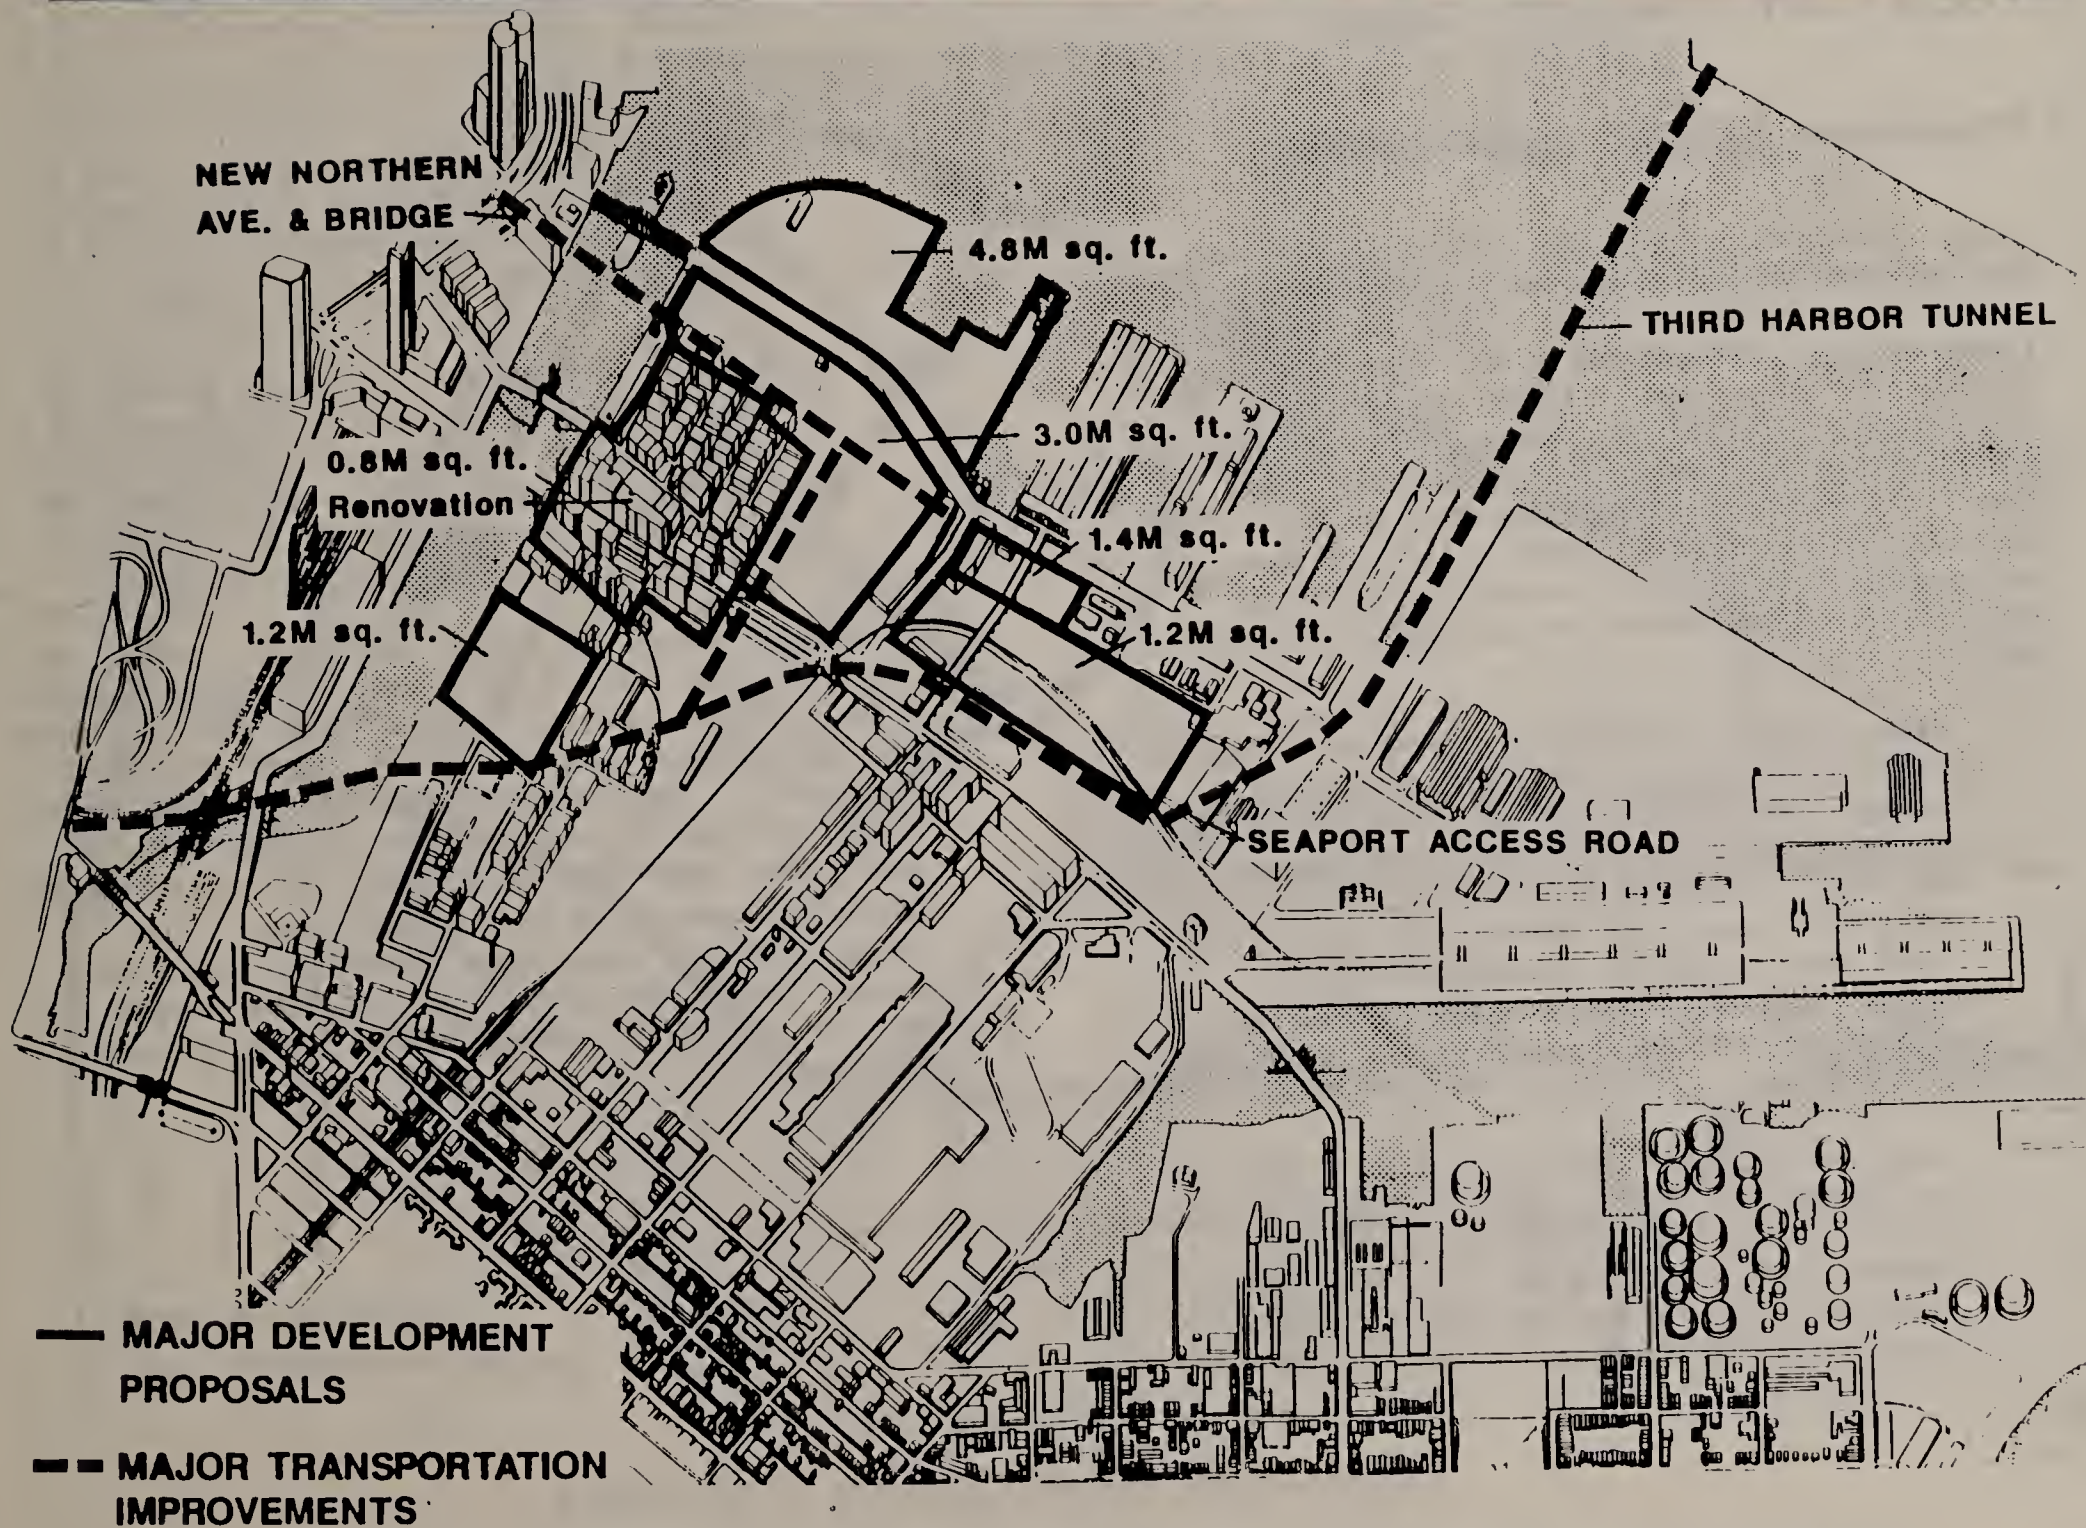 NEW NORTHERN
AVE. & BRIDGE
4.8M sq. ft.
THIRD HARBOR TUNNEL
3.0M sq. ft.
0.8M sq. ft.
Renovation
1.4M sq. ft.
1.2M sq. ft.
1.2M sq. ft.
SEAPORT ACCESS ROAD
MAJOR DEVELOPMENT
PROPOSALS
MAJOR TRANSPORTATION
IMPROVEMENTS